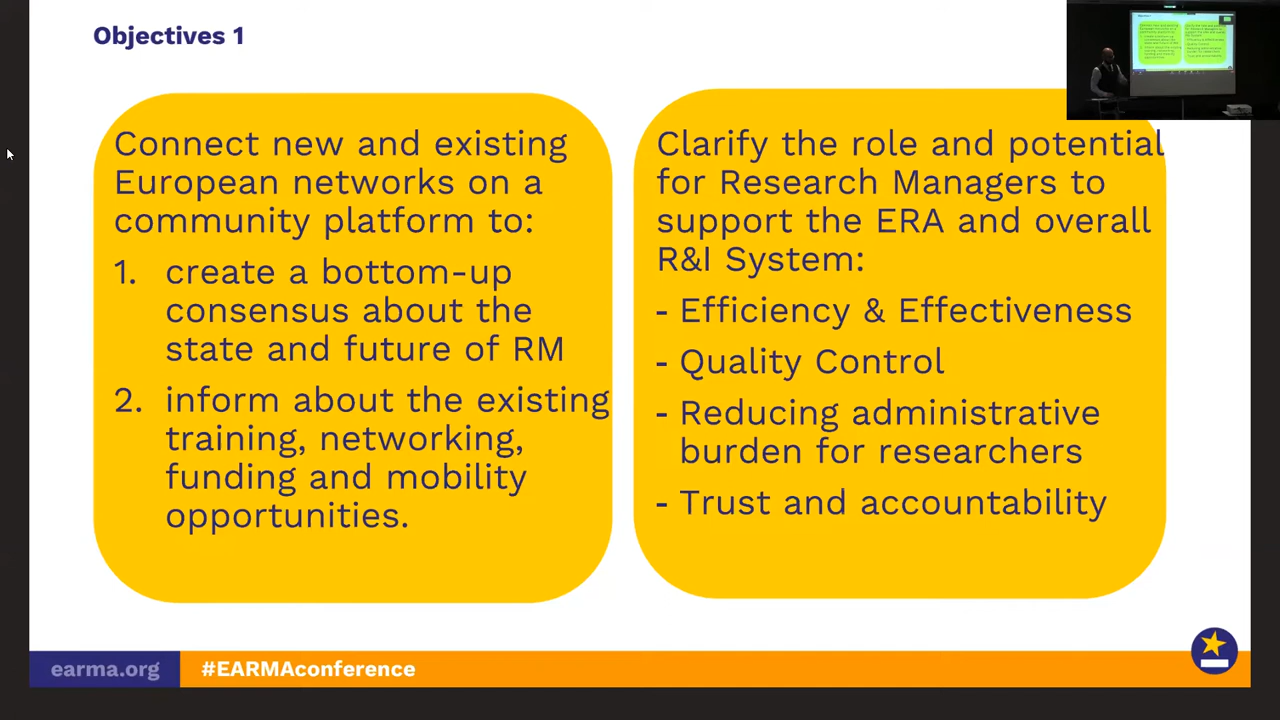 Objectives 1
Connect new and existing
European networks on a
community platform to:
1. create a bottom-up
consensus about the
state and future of RM
2. inform about the existing
training, networking,
funding and mobility
opportunities.
Clarify the role and potential
for Research Managers to
support the ERA and overall
R&I System:
- Efficiency & Effectiveness
- Quality Control
- Reducing administrative
burden for researchers
- Trust and accountability
earma.org
#EARMAconference